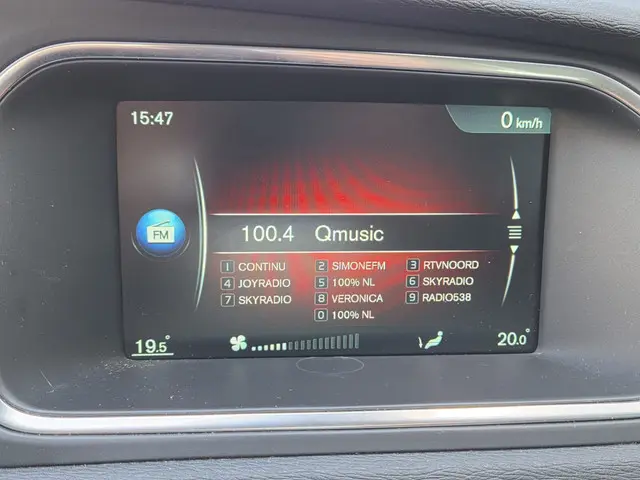 15:47 0 km/h
FM
100.4 Qmusic
1 CONTINU 2 SIMONEFM 3 RTVNOORD
4 JOYRADIO 5 100% NL 6 SKYRADIO
7 SKYRADIO 8 VERONICA 9 RADIO538
0 100% NL
19.5° 20.0°